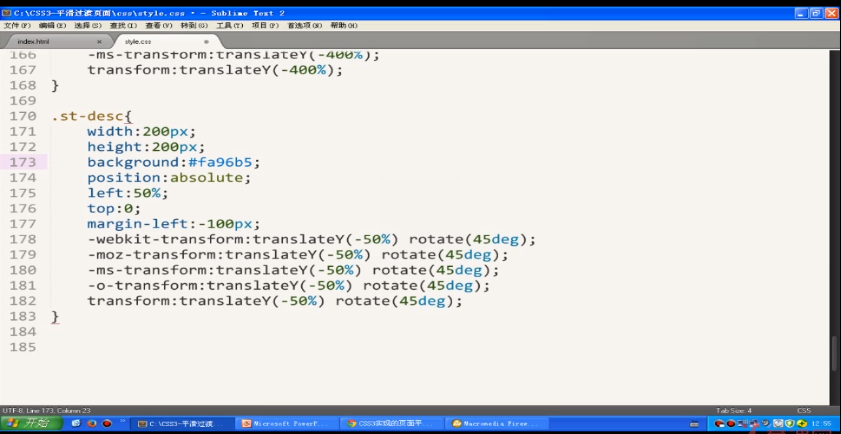 C:\CSS3-平滑过渡页面\css\style.css • - Sublime Text 2
文件(F) 编辑(E) 选择(S) 查找(I) 查看(V) 转到(G) 工具(T) 项目(P) 首选项(N) 帮助(H)
index.html × style.css
166 -ms-transform:translateY(-400%);
167 transform:translateY(-400%);
168 }
169
170 .st-desc{
171 width:200px;
172 height:200px;
173 background:#fa96b5;
174 position:absolute;
175 left:50%;
176 top:0;
177 margin-left:-100px;
178 -webkit-transform:translateY(-50%) rotate(45deg);
179 -moz-transform:translateY(-50%) rotate(45deg);
180 -ms-transform:translateY(-50%) rotate(45deg);
181 -o-transform:translateY(-50%) rotate(45deg);
182 transform:translateY(-50%) rotate(45deg);
183 }
184
185
UTF-8, Line 173, Column 23 Tab Size: 4 CSS
开始 C:\CSS3-平滑过渡... Microsoft PowerP... CSS3实现的页面平... Macromedia Firew... 12:56